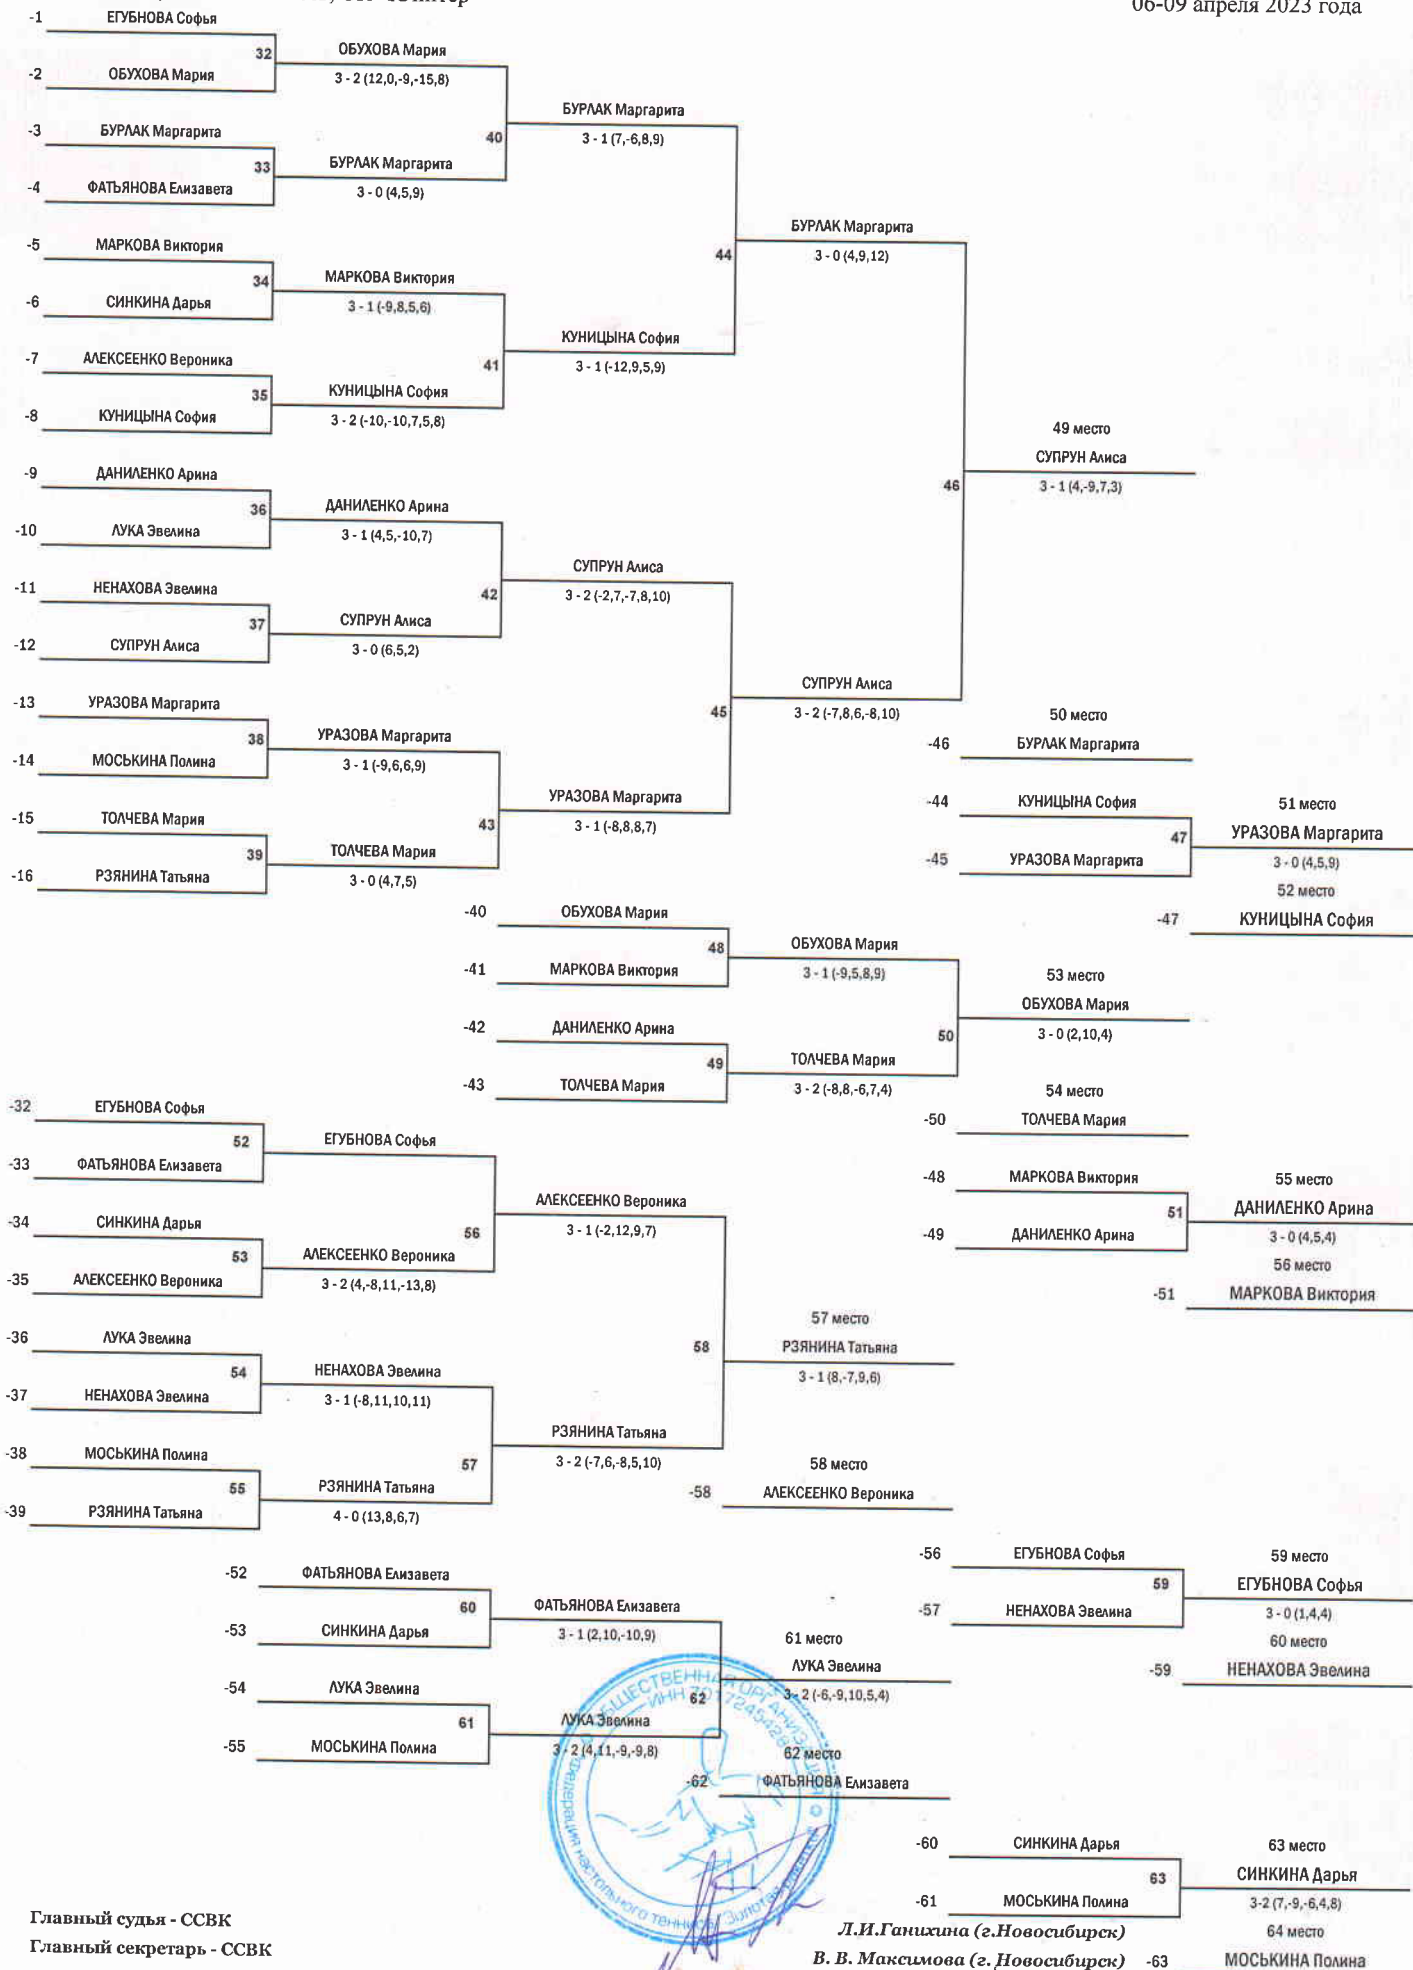 06-09 апреля 2023 года
-1 ЕГУБНОВА Софья
32 ОБУХОВА Мария
-2 ОБУХОВА Мария 3 - 2 (12,0,-9,-15,8)
БУРЛАК Маргарита
-3 БУРЛАК Маргарита 40 3 - 1 (7,-6,8,9)
33 БУРЛАК Маргарита
-4 ФАТЬЯНОВА Елизавета 3 - 0 (4,5,9)
БУРЛАК Маргарита
-5 МАРКОВА Виктория 44 3 - 0 (4,9,12)
34 МАРКОВА Виктория
-6 СИНКИНА Дарья 3 - 1 (-9,8,5,6)
КУНИЦЫНА София
-7 АЛЕКСЕЕНКО Вероника 41 3 - 1 (-12,9,5,9)
35 КУНИЦЫНА София
-8 КУНИЦЫНА София 3 - 2 (-10,-10,7,5,8)
49 место
СУПРУН Алиса
-9 ДАНИЛЕНКО Арина 46 3 - 1 (4,-9,7,3)
36 ДАНИЛЕНКО Арина
-10 ЛУКА Эвелина 3 - 1 (4,5,-10,7)
СУПРУН Алиса
-11 НЕНАХОВА Эвелина 42 3 - 2 (-2,7,-7,8,10)
37 СУПРУН Алиса
-12 СУПРУН Алиса 3 - 0 (6,5,2)
СУПРУН Алиса
-13 УРАЗОВА Маргарита 45 3 - 2 (-7,8,6,-8,10) 50 место
38 УРАЗОВА Маргарита -46 БУРЛАК Маргарита
-14 МОСЬКИНА Полина 3 - 1 (-9,6,6,9)
УРАЗОВА Маргарита -44 КУНИЦЫНА София 51 место
-15 ТОЛЧЕВА Мария 43 3 - 1 (-8,8,8,7) 47 УРАЗОВА Маргарита
39 ТОЛЧЕВА Мария -45 УРАЗОВА Маргарита 3 - 0 (4,5,9)
-16 РЗЯНИНА Татьяна 3 - 0 (4,7,5) 52 место
-40 ОБУХОВА Мария -47 КУНИЦЫНА София
48 ОБУХОВА Мария
-41 МАРКОВА Виктория 3 - 1 (-9,5,8,9) 53 место
ОБУХОВА Мария
-42 ДАНИЛЕНКО Арина 50 3 - 0 (2,10,4)
49 ТОЛЧЕВА Мария
-43 ТОЛЧЕВА Мария 3 - 2 (-8,8,-6,7,4) 54 место
-32 ЕГУБНОВА Софья -50 ТОЛЧЕВА Мария
52 ЕГУБНОВА Софья
-33 ФАТЬЯНОВА Елизавета -48 МАРКОВА Виктория 55 место
АЛЕКСЕЕНКО Вероника 51 ДАНИЛЕНКО Арина
-34 СИНКИНА Дарья 56 3 - 1 (-2,12,9,7) -49 ДАНИЛЕНКО Арина 3 - 0 (4,5,4)
53 АЛЕКСЕЕНКО Вероника 56 место
-35 АЛЕКСЕЕНКО Вероника 3 - 2 (4,-8,11,-13,8) -51 МАРКОВА Виктория
57 место
-36 ЛУКА Эвелина 58 РЗЯНИНА Татьяна
54 НЕНАХОВА Эвелина 3 - 1 (8,-7,9,6)
-37 НЕНАХОВА Эвелина 3 - 1 (-8,11,10,11)
РЗЯНИНА Татьяна
-38 МОСЬКИНА Полина 57 3 - 2 (-7,6,-8,5,10) 58 место
55 РЗЯНИНА Татьяна -58 АЛЕКСЕЕНКО Вероника
-39 РЗЯНИНА Татьяна 4 - 0 (13,8,6,7)
-56 ЕГУБНОВА Софья 59 место
-52 ФАТЬЯНОВА Елизавета 59 ЕГУБНОВА Софья
60 ФАТЬЯНОВА Елизавета -57 НЕНАХОВА Эвелина 3 - 0 (1,4,4)
-53 СИНКИНА Дарья 3 - 1 (2,10,-10,9) 61 место 60 место
ЛУКА Эвелина -59 НЕНАХОВА Эвелина
-54 ЛУКА Эвелина 62 3 - 2 (-6,-9,10,5,4)
61 ЛУКА Эвелина
-55 МОСЬКИНА Полина 3 - 2 (4,11,-9,-9,8) 62 место
-62 ФАТЬЯНОВА Елизавета
ОБЩЕСТВЕННАЯ ОРГАНИЗАЦИЯ
ИНН 7017245428
настольного тенниса
-60 СИНКИНА Дарья 63 место
63 СИНКИНА Дарья
-61 МОСЬКИНА Полина 3-2 (7,-9,-6,4,8)
Главный судья - ССВК Л.И.Ганихина (г.Новосибирск) 64 место
Главный секретарь - ССВК В. В. Максимова (г. Новосибирск) -63 МОСЬКИНА Полина